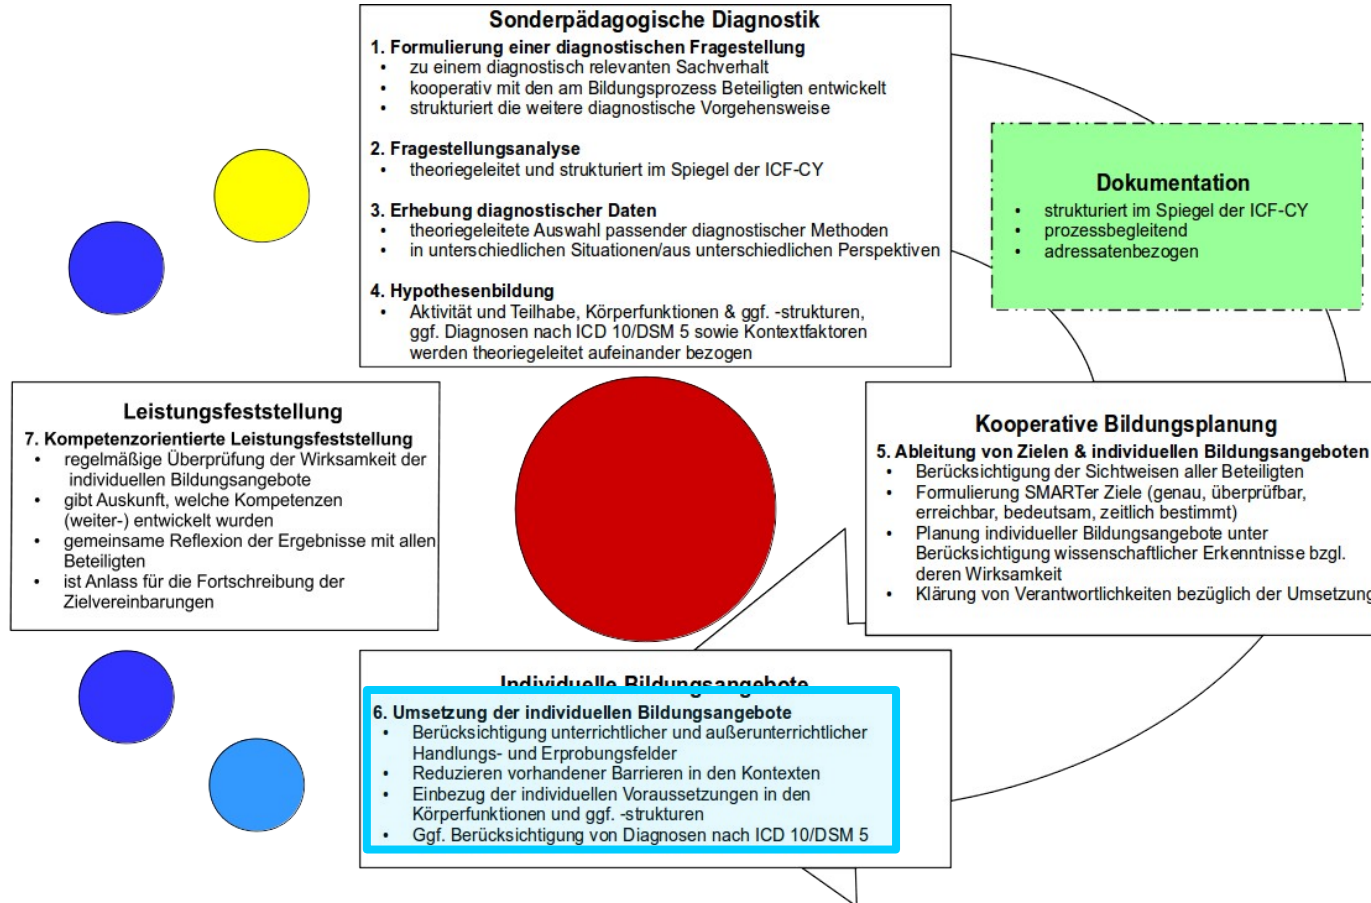 Sonderpädagogische Diagnostik
1. Formulierung einer diagnostischen Fragestellung
• zu einem diagnostisch relevanten Sachverhalt
• kooperativ mit den am Bildungsprozess Beteiligten entwickelt
• strukturiert die weitere diagnostische Vorgehensweise
2. Fragestellungsanalyse
• theoriegeleitet und strukturiert im Spiegel der ICF-CY
3. Erhebung diagnostischer Daten
• theoriegeleitete Auswahl passender diagnostischer Methoden
• in unterschiedlichen Situationen/aus unterschiedlichen Perspektiven
4. Hypothesenbildung
• Aktivität und Teilhabe, Körperfunktionen & ggf. -strukturen,
ggf. Diagnosen nach ICD 10/DSM 5 sowie Kontextfaktoren
werden theoriegeleitet aufeinander bezogen
Dokumentation
• strukturiert im Spiegel der ICF-CY
• prozessbegleitend
• adressatenbezogen
Leistungsfeststellung
7. Kompetenzorientierte Leistungsfeststellung
• regelmäßige Überprüfung der Wirksamkeit der
individuellen Bildungsangebote
• gibt Auskunft, welche Kompetenzen
(weiter-) entwickelt wurden
• gemeinsame Reflexion der Ergebnisse mit allen
Beteiligten
• ist Anlass für die Fortschreibung der
Zielvereinbarungen
Kooperative Bildungsplanung
5. Ableitung von Zielen & individuellen Bildungsangeboten
• Berücksichtigung der Sichtweisen aller Beteiligten
• Formulierung SMARTer Ziele (genau, überprüfbar,
erreichbar, bedeutsam, zeitlich bestimmt)
• Planung individueller Bildungsangebote unter
Berücksichtigung wissenschaftlicher Erkenntnisse bzgl.
deren Wirksamkeit
• Klärung von Verantwortlichkeiten bezüglich der Umsetzung
Individuelle Bildungsangebote
6. Umsetzung der individuellen Bildungsangebote
• Berücksichtigung unterrichtlicher und außerunterrichtlicher
Handlungs- und Erprobungsfelder
• Reduzieren vorhandener Barrieren in den Kontexten
• Einbezug der individuellen Voraussetzungen in den
Körperfunktionen und ggf. -strukturen
• Ggf. Berücksichtigung von Diagnosen nach ICD 10/DSM 5